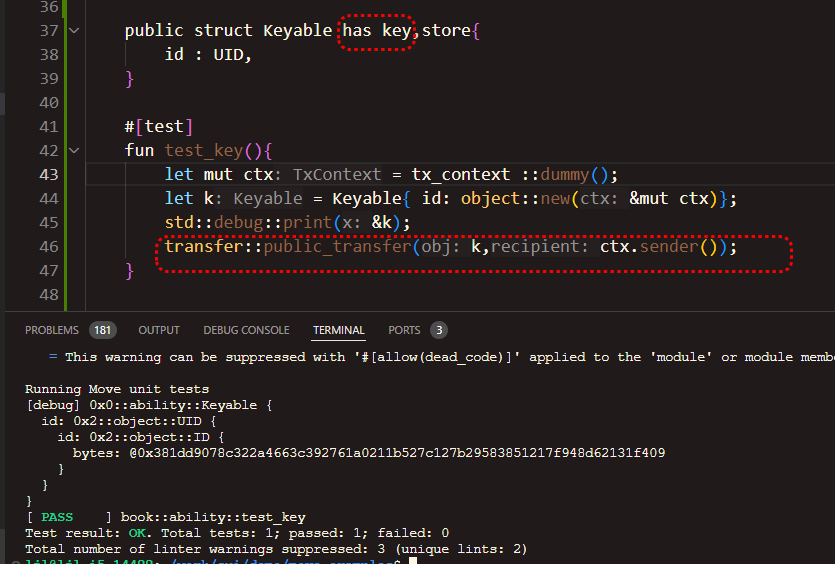 36
37 public struct Keyable has key,store{
38 id : UID,
39 }
40
41 #[test]
42 fun test_key(){
43 let mut ctx: TxContext = tx_context ::dummy();
44 let k: Keyable = Keyable{ id: object::new(ctx: &mut ctx)};
45 std::debug::print(x: &k);
46 transfer::public_transfer(obj: k,recipient: ctx.sender());
47 }
48
PROBLEMS 181 OUTPUT DEBUG CONSOLE TERMINAL PORTS 3
= This warning can be suppressed with '#[allow(dead_code)]' applied to the 'module' or module membe
Running Move unit tests
[debug] 0x0::ability::Keyable {
id: 0x2::object::UID {
id: 0x2::object::ID {
bytes: @0x381dd9078c322a4663c392761a0211b527c127b29583851217f948d62131f409
}
}
}
[ PASS ] book::ability::test_key
Test result: OK. Total tests: 1; passed: 1; failed: 0
Total number of linter warnings suppressed: 3 (unique lints: 2)